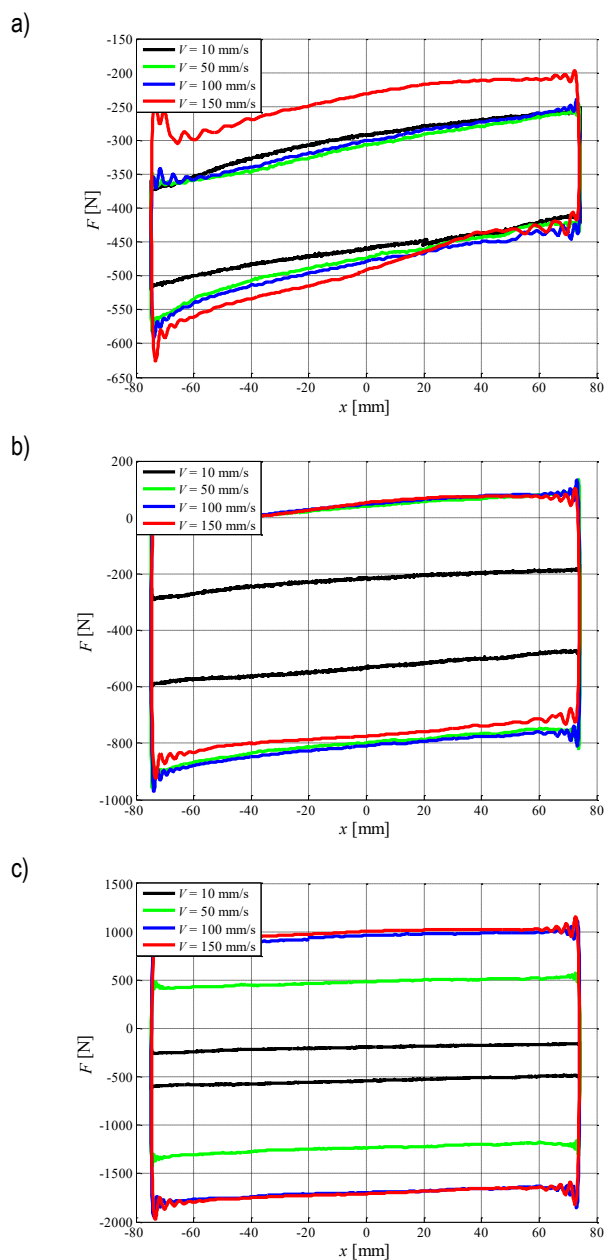 a)
-150
-200
-250
-300
-350
-400
-450
-500
-550
-600
-650
F [N]
V = 10 mm/s
V = 50 mm/s
V = 100 mm/s
V = 150 mm/s
-80 -60 -40 -20 0 20 40 60 80
x [mm]
b)
200
0
-200
-400
-600
-800
-1000
F [N]
V = 10 mm/s
V = 50 mm/s
V = 100 mm/s
V = 150 mm/s
-80 -60 -40 -20 0 20 40 60 80
x [mm]
c)
1500
1000
500
0
-500
-1000
-1500
-2000
F [N]
V = 10 mm/s
V = 50 mm/s
V = 100 mm/s
V = 150 mm/s
-80 -60 -40 -20 0 20 40 60 80
x [mm]